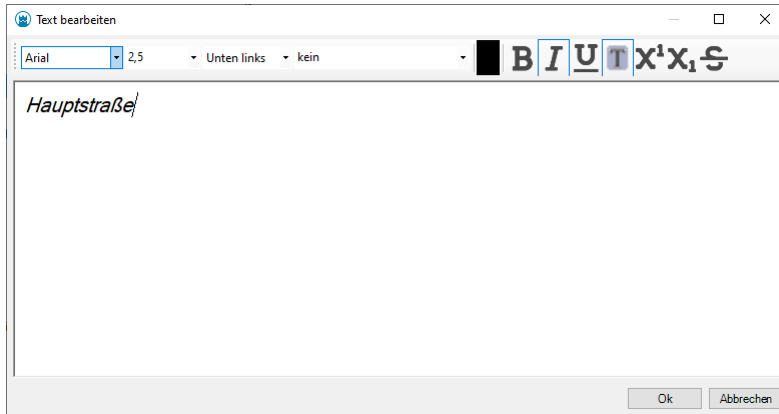 Text bearbeiten
Arial 2,5 Unten links kein B I U T X¹ X₁ S
Hauptstraße
Ok Abbrechen